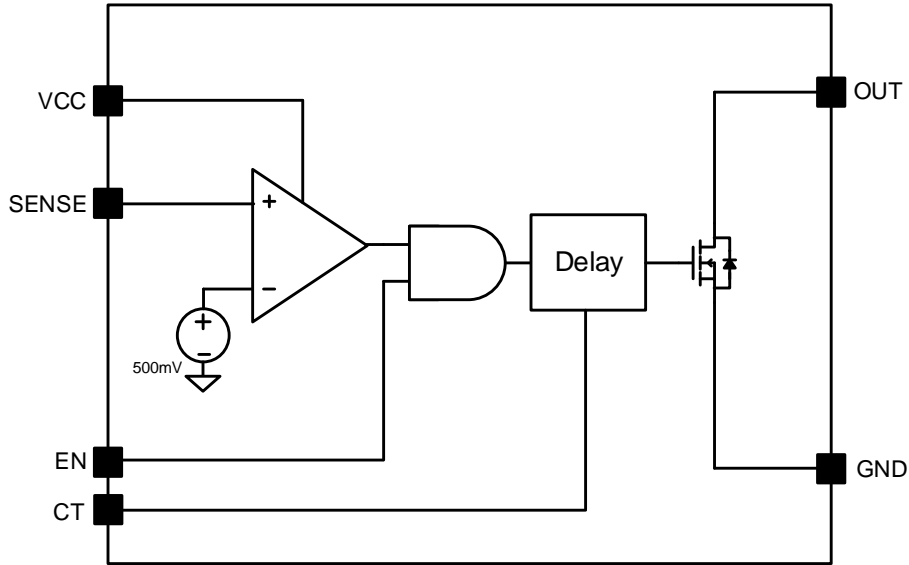 VCC
OUT
SENSE
+
Delay
−
+
−
500mV
EN
GND
CT